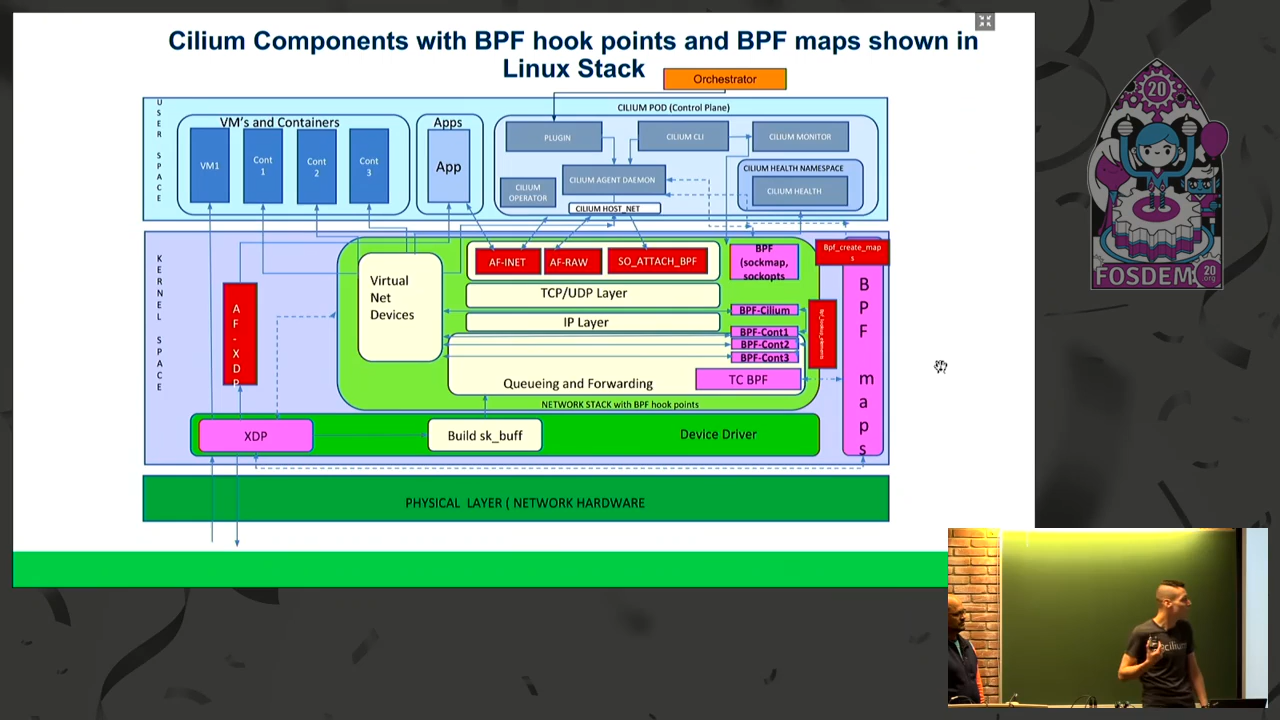 Cilium Components with BPF hook points and BPF maps shown in
Linux Stack
Orchestrator
USER SPACE
VM's and Containers
VM1
Cont
1
Cont
2
Cont
3
Apps
App
CILIUM POD (Control Plane)
PLUGIN
CILIUM CLI
CILIUM MONITOR
CILIUM AGENT DAEMON
CILIUM
OPERATOR
CILIUM HOST_NET
CILIUM HEALTH NAMESPACE
CILIUM HEALTH
KERNEL SPACE
AF-XDP
Virtual
Net
Devices
AF-INET
AF-RAW
SO_ATTACH_BPF
BPF
(sockmap,
sockopts
Bpf_create_map
s
TCP/UDP Layer
IP Layer
BPF-Cilium
BPF-Cont1
BPF-Cont2
BPF-Cont3
BPF maps
Queueing and Forwarding
TC BPF
NETWORK STACK with BPF hook points
XDP
Build sk_buff
Device Driver
PHYSICAL LAYER ( NETWORK HARDWARE
20
FOSDEM
20
.org
cilium